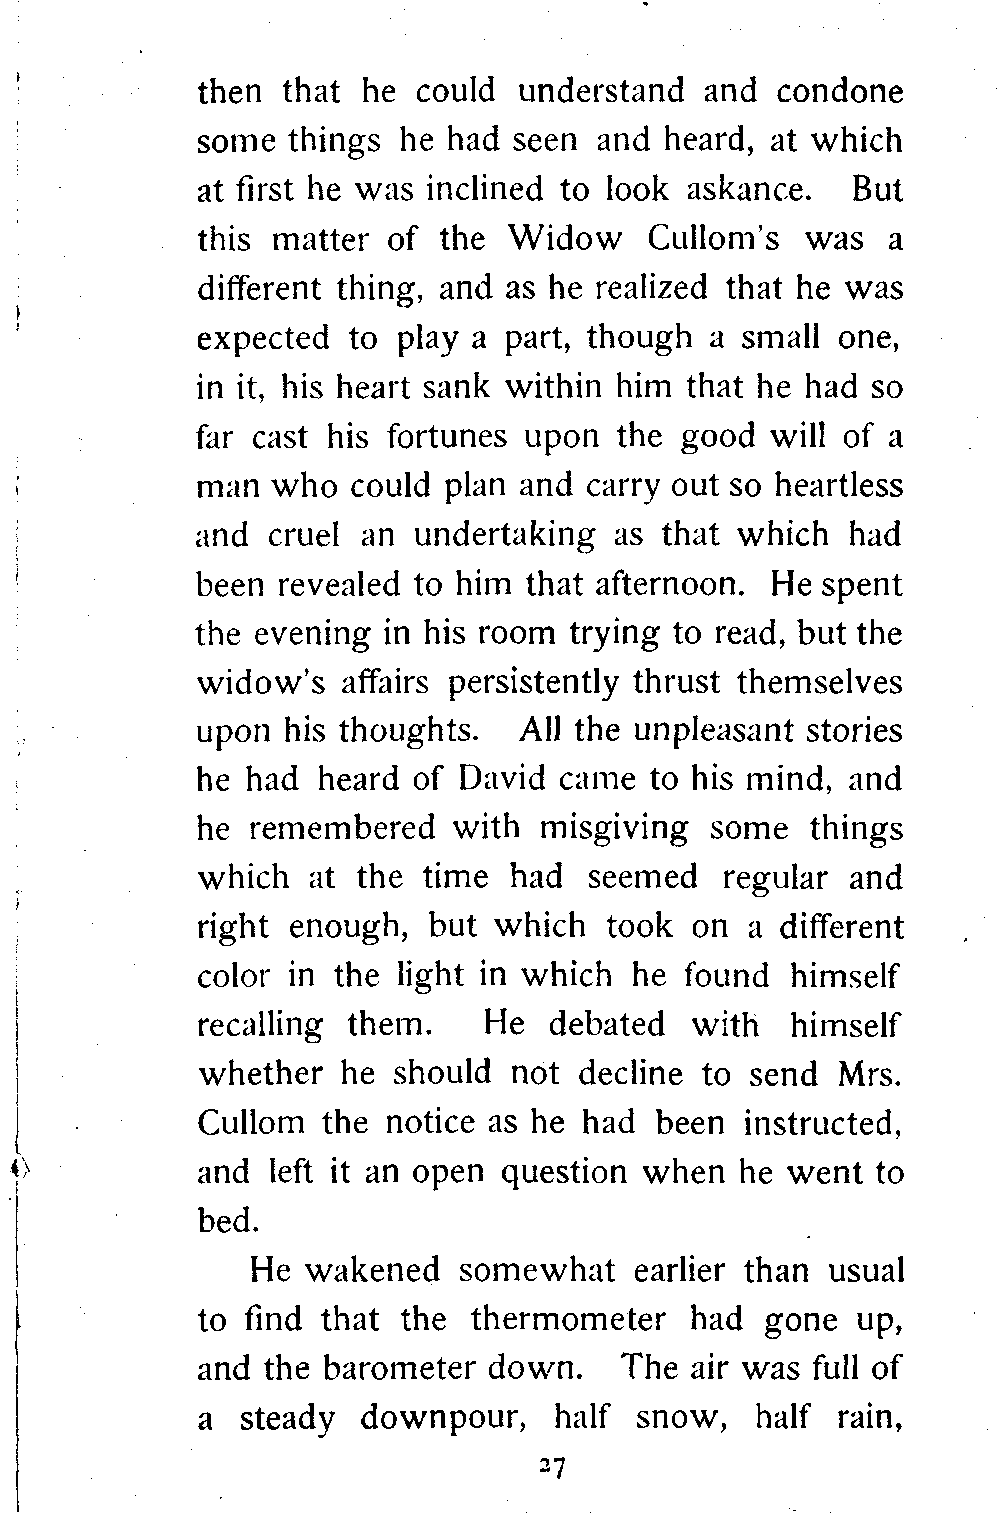 then that he could understand and condone
some things he had seen and heard, at which
at first he was inclined to look askance. But
this matter of the Widow Cullom's was a
different thing, and as he realized that he was
expected to play a part, though a small one,
in it, his heart sank within him that he had so
far cast his fortunes upon the good will of a
man who could plan and carry out so heartless
and cruel an undertaking as that which had
been revealed to him that afternoon. He spent
the evening in his room trying to read, but the
widow's affairs persistently thrust themselves
upon his thoughts. All the unpleasant stories
he had heard of David came to his mind, and
he remembered with misgiving some things
which at the time had seemed regular and
right enough, but which took on a different
color in the light in which he found himself
recalling them. He debated with himself
whether he should not decline to send Mrs.
Cullom the notice as he had been instructed,
and left it an open question when he went to
bed.
He wakened somewhat earlier than usual
to find that the thermometer had gone up,
and the barometer down. The air was full of
a steady downpour, half snow, half rain,
27